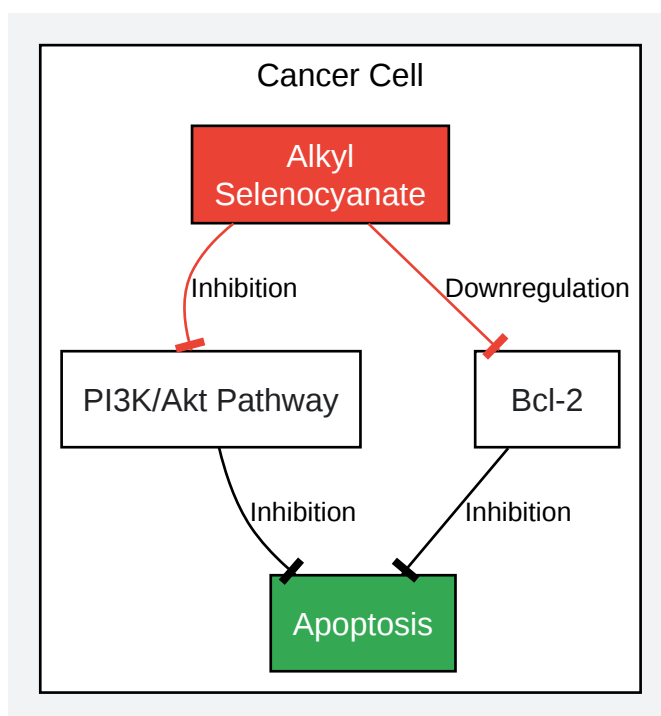 Cancer Cell
Alkyl
Selenocyanate
Inhibition
Downregulation
PI3K/Akt Pathway
Bcl-2
Inhibition
Inhibition
Apoptosis